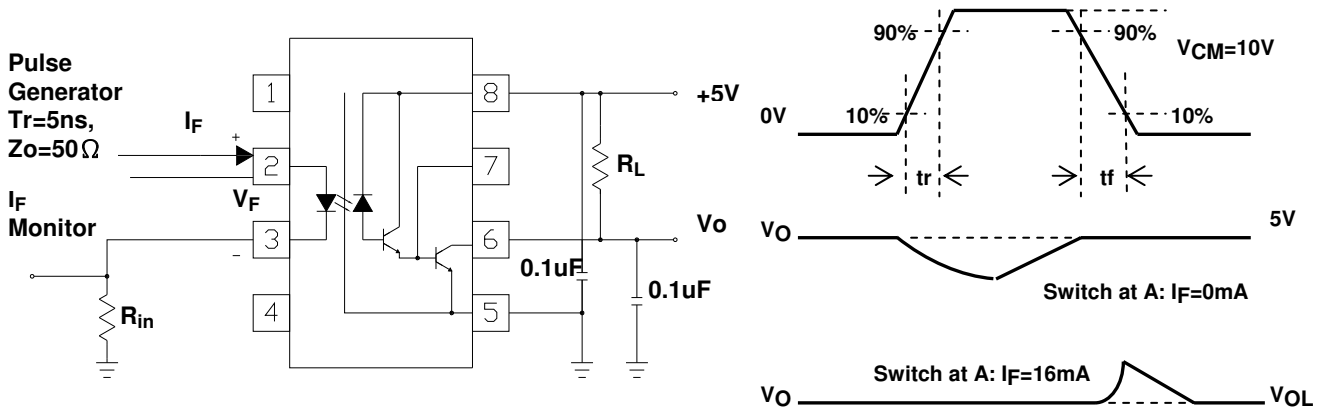 Pulse
Generator
Tr=5ns,
Zo=50Ω
IF
+
VF
IF
Monitor
-
Rin
1
2
3
4
8
7
6
5
+5V
RL
Vo
0.1uF
0.1uF
90%
90%
VCM=10V
0V
10%
10%
tr
tf
VO
5V
Switch at A: IF=0mA
Switch at A: IF=16mA
VO
VOL